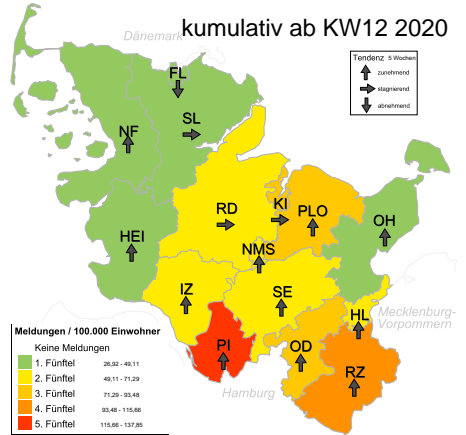 kumulativ ab KW12 2020
Dänemark
Tendenz 5 Wochen
zunehmend
stagnierend
abnehmend
FL
SL
NF
KI
RD
PLO
OH
HEI
NMS
IZ
SE
HL
Mecklenburg-
Vorpommern
PI
OD
RZ
Hamburg
Meldungen / 100.000 Einwohner
Keine Meldungen
1. Fünftel 26,92 - 49,11
2. Fünftel 49,11 - 71,29
3. Fünftel 71,29 - 93,48
4. Fünftel 93,48 - 115,66
5. Fünftel 115,66 - 137,85